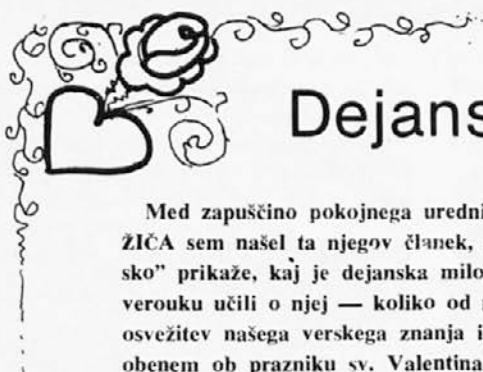 Dejans
Med zapuščino pokojnega uredni
ŽIČA sem našel ta njegov članek,
sko” prikaže, kaj je dejanska milo
verouku učili o njej — koliko od
osvežitev našega verskega znanja i
obenem ob prazniku sv. Valentina